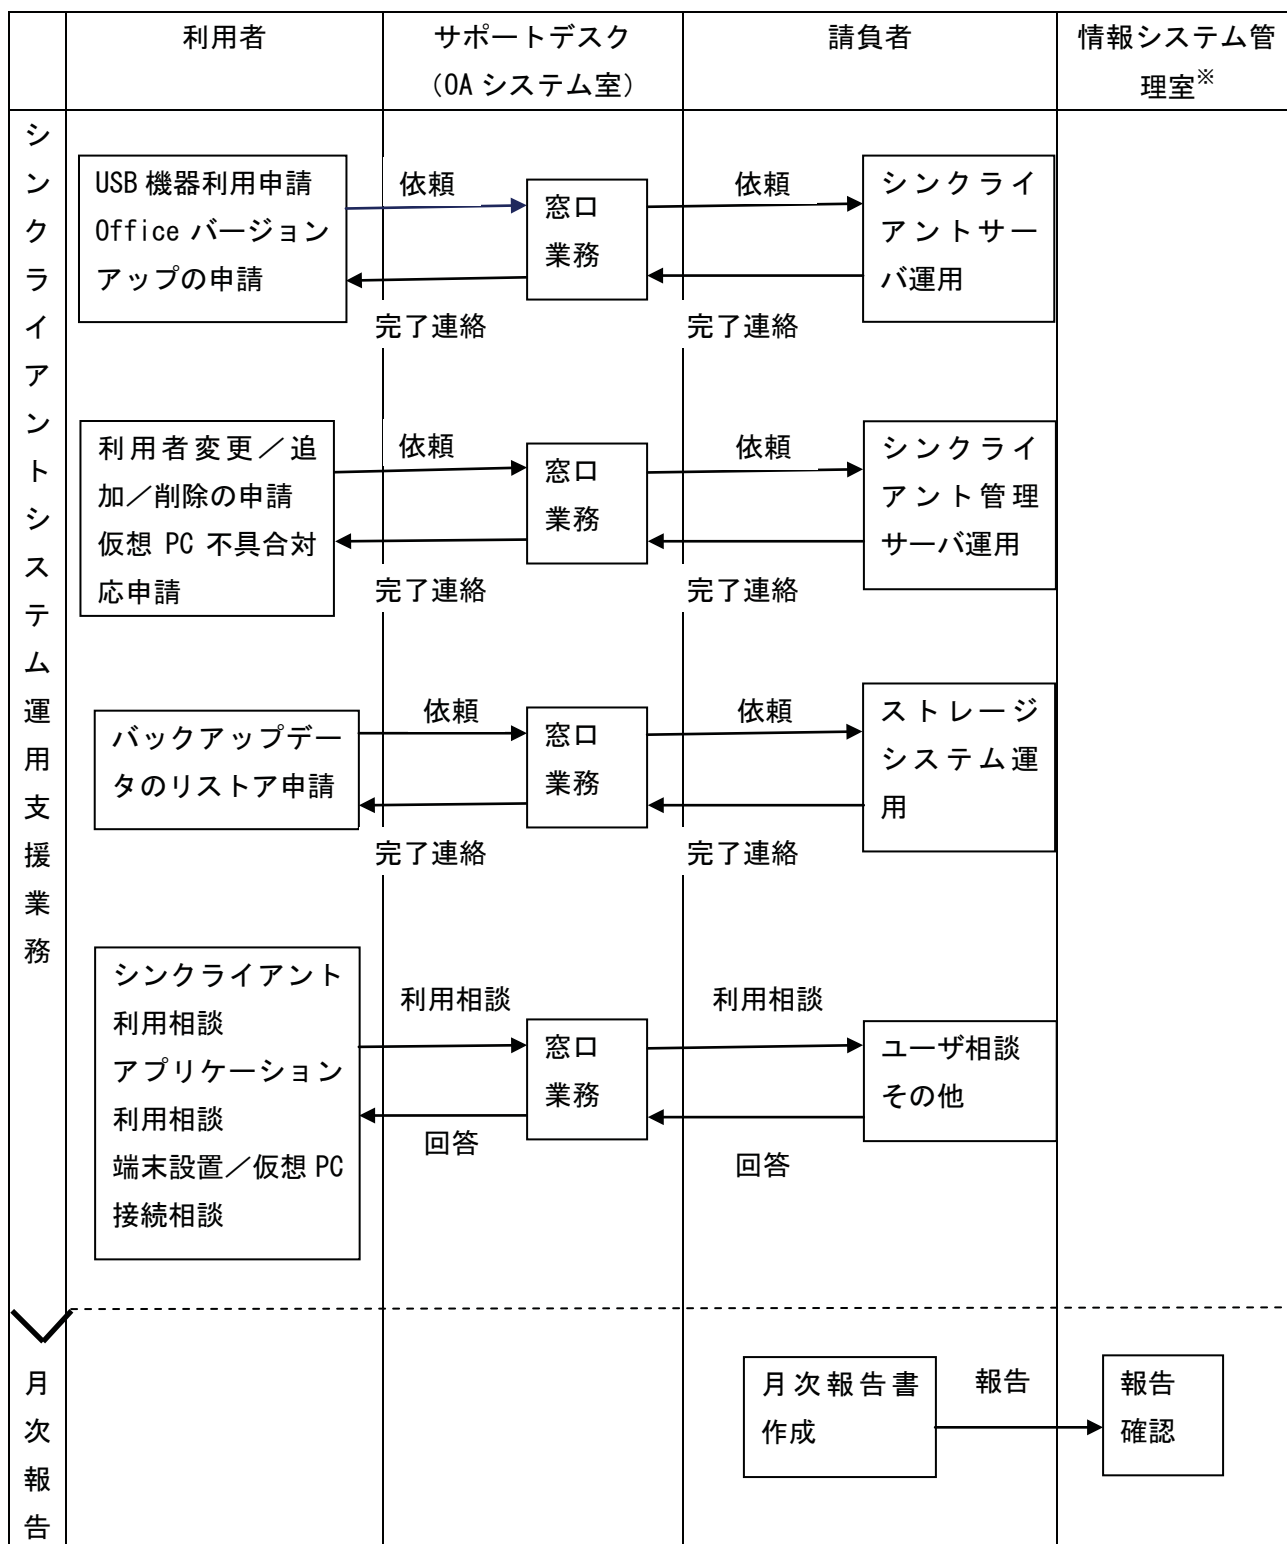 利用者
サポートデスク
（OA システム室）
請負者
情報システム管
理室※
シンクライアントシステム運用支援業務
USB 機器利用申請
Office バージョン
アップの申請
依頼
窓口
業務
依頼
シンクライ
アントサー
バ運用
完了連絡
完了連絡
利用者変更／追
加／削除の申請
仮想 PC 不具合対
応申請
依頼
窓口
業務
依頼
シンクライ
アント管理
サーバ運用
完了連絡
完了連絡
バックアップデー
タのリストア申請
依頼
窓口
業務
依頼
ストレージ
システム運
用
完了連絡
完了連絡
シンクライアント
利用相談
アプリケーション
利用相談
端末設置／仮想 PC
接続相談
利用相談
窓口
業務
利用相談
ユーザ相談
その他
回答
回答
月次報告
月次報告書
作成
報告
報告
確認